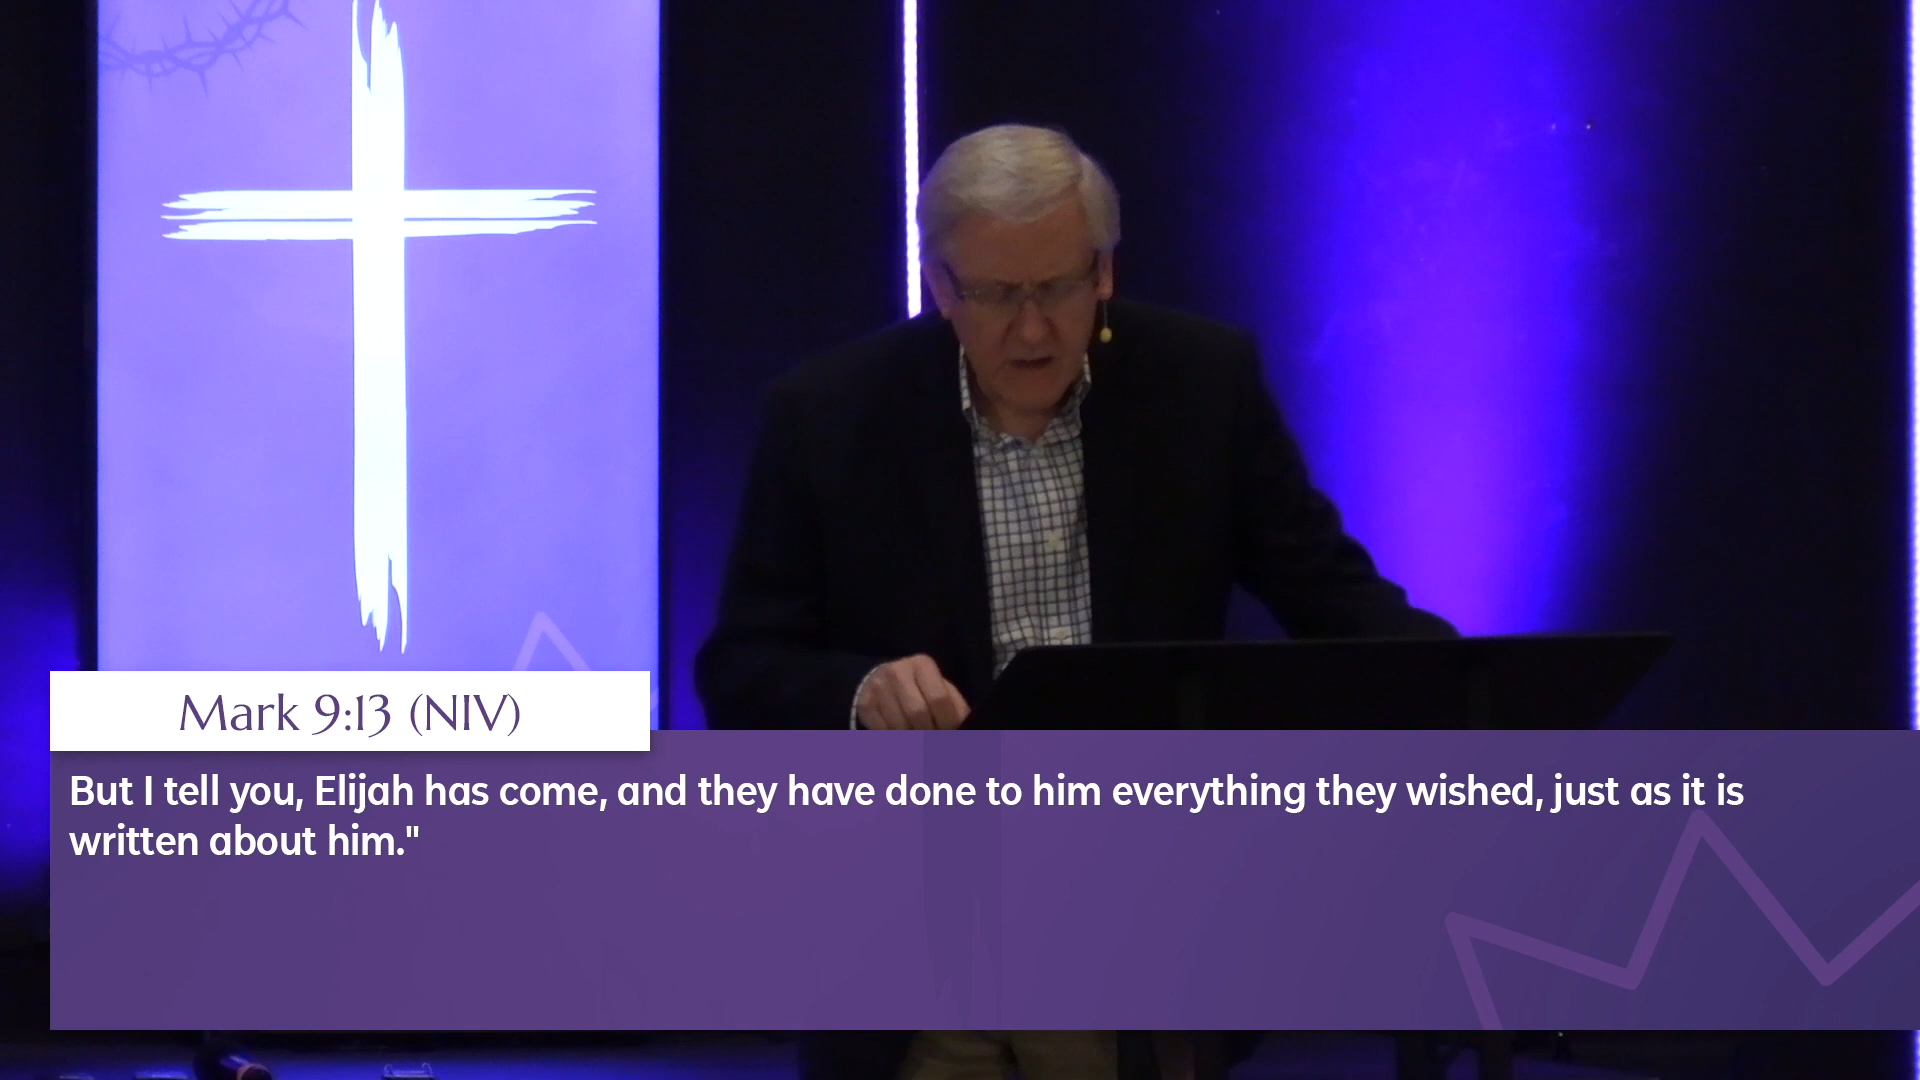 Mark 9:13 (NIV)
But I tell you, Elijah has come, and they have done to him everything they wished, just as it is
written about him."